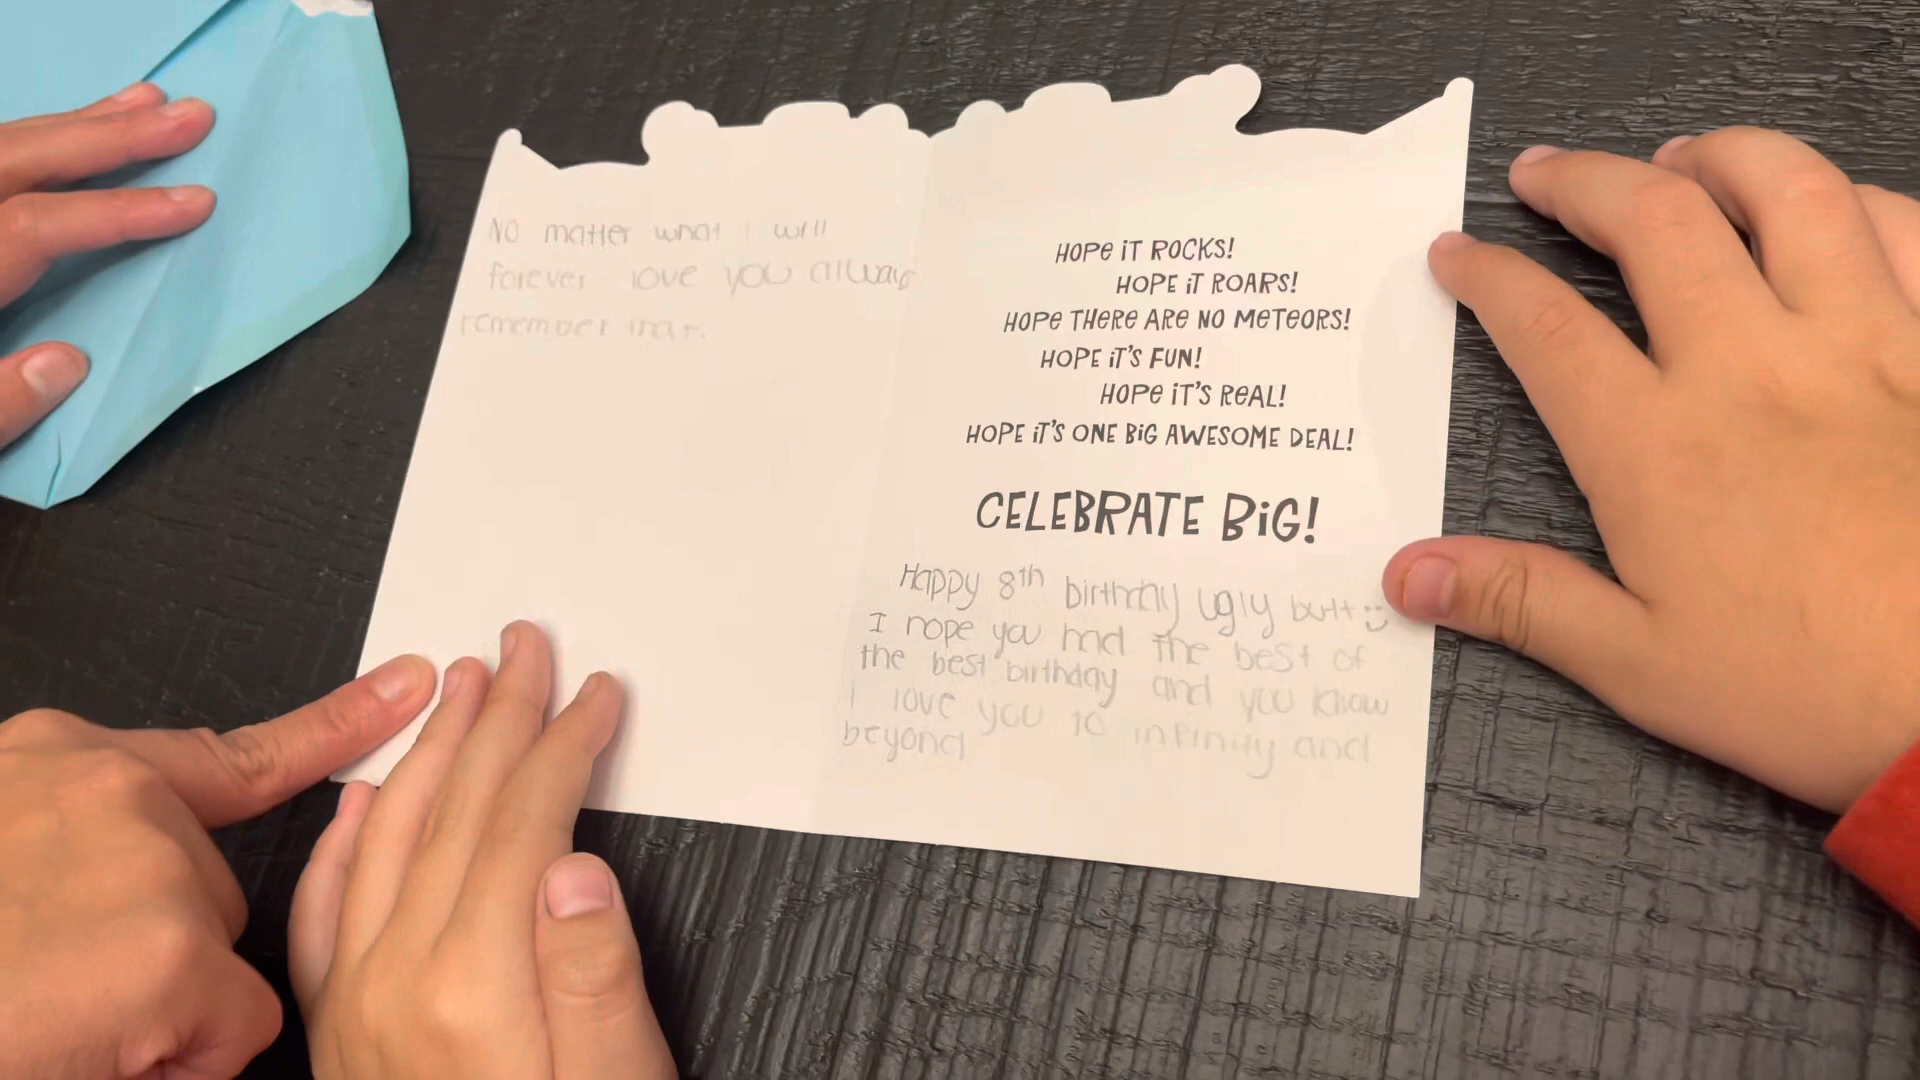 NO matter what I will
forever love you always
remember that.
HOPE iT ROCKS!
HOPE iT ROARS!
HOPE THERE ARE NO METEORS!
HOPE iT'S FUN!
HOPE iT'S REAL!
HOPE iT'S ONE BiG AWESOME DEAL!
CELEBRATE BiG!
Happy 8th birthday Ugly butt :)
I hope you had the best of
the best birthday and you know
I love you to infinity and
beyond